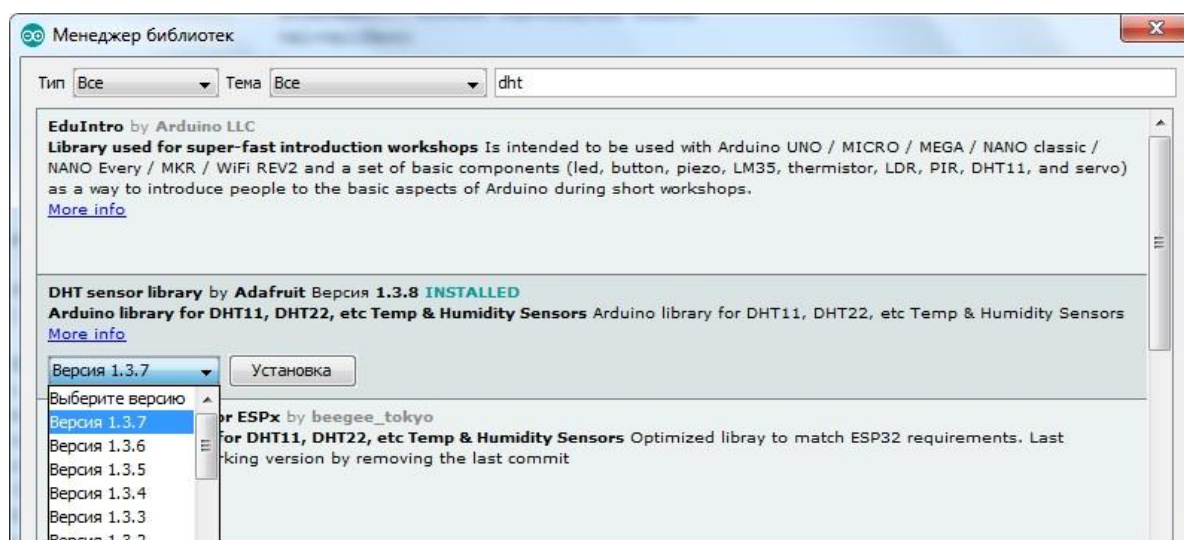 Менеджер библиотек
Тип Все Тема Все dht
EduIntro by Arduino LLC
Library used for super-fast introduction workshops Is intended to be used with Arduino UNO / MICRO / MEGA / NANO classic /
NANO Every / MKR / WiFi REV2 and a set of basic components (led, button, piezo, LM35, thermistor, LDR, PIR, DHT11, and servo)
as a way to introduce people to the basic aspects of Arduino during short workshops.
More info
DHT sensor library by Adafruit Версия 1.3.8 INSTALLED
Arduino library for DHT11, DHT22, etc Temp & Humidity Sensors Arduino library for DHT11, DHT22, etc Temp & Humidity Sensors
More info
Версия 1.3.7 Установка
Выберите версию
Версия 1.3.7
Версия 1.3.6
Версия 1.3.5
Версия 1.3.4
Версия 1.3.3
Версия 1.3.2
ESPx by beegee_tokyo
for DHT11, DHT22, etc Temp & Humidity Sensors Optimized libray to match ESP32 requirements. Last
version by removing the last commit